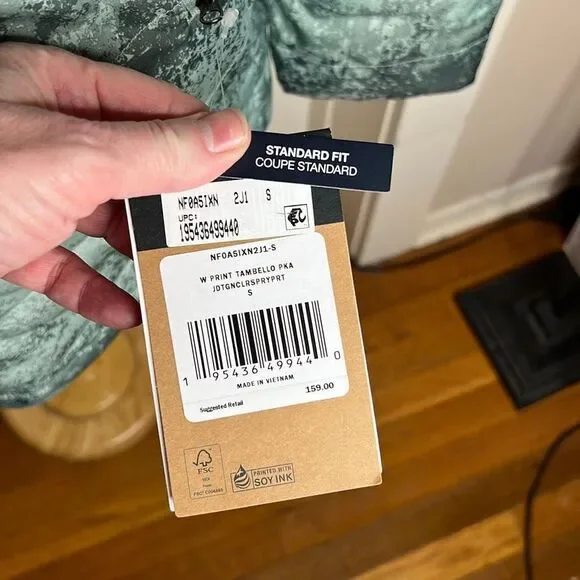 STANDARD FIT
COUPE STANDARD
NF0A5IXN 2J1 S
UPC:
195436499440
NF0A5IXN2J1-S
W PRINT TAMBELLO PKA
JDTGNCLRSPRYPRT
S
1 95436 49944 0
MADE IN VIETNAM
159.00
Suggested Retail
FSC
PRINTED WITH
SOY INK